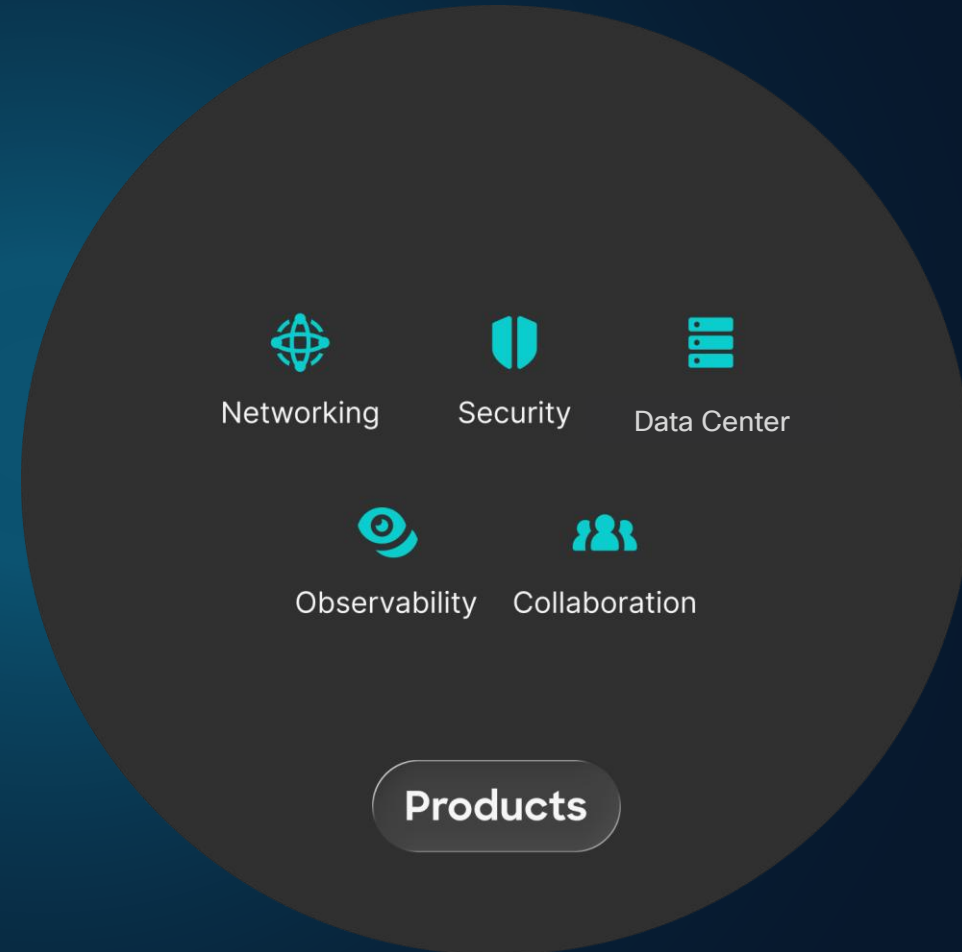 Networking
Security
Data Center
Observability
Collaboration
Products